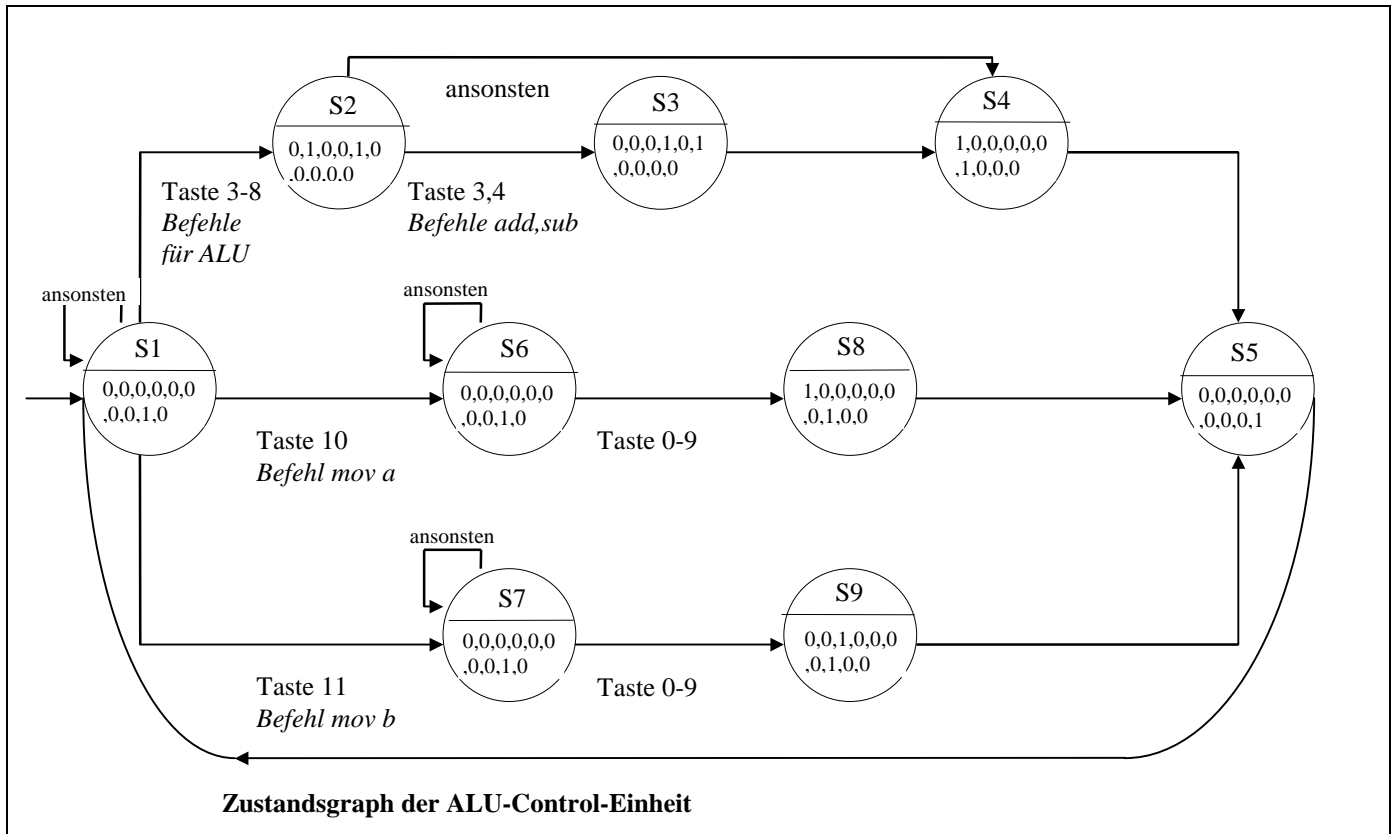 ansonsten
S2
0,1,0,0,1,0
,0,0,0,0
S3
0,0,0,1,0,1
,0,0,0,0
S4
1,0,0,0,0,0
,1,0,0,0
Taste 3-8
Befehle
für ALU
Taste 3,4
Befehle add,sub
ansonsten
S1
0,0,0,0,0,0
,0,0,1,0
ansonsten
S6
0,0,0,0,0,0
,0,0,1,0
S8
1,0,0,0,0,0
,0,1,0,0
S5
0,0,0,0,0,0
,0,0,0,1
Taste 10
Befehl mov a
Taste 0-9
ansonsten
S7
0,0,0,0,0,0
,0,0,1,0
S9
0,0,1,0,0,0
,0,1,0,0
Taste 11
Befehl mov b
Taste 0-9
Zustandsgraph der ALU-Control-Einheit